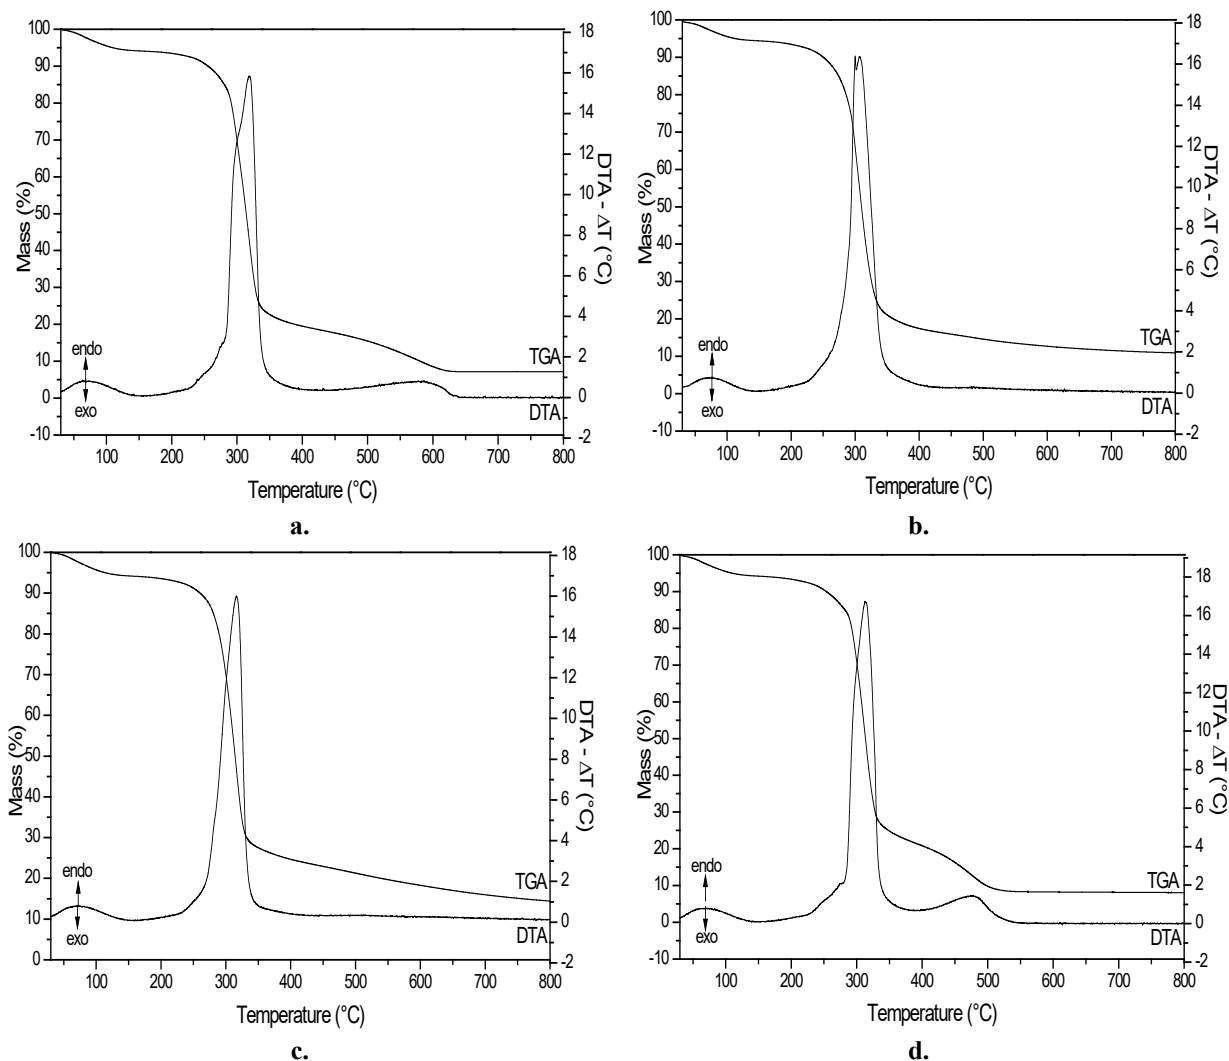 100
90
80
70
60
50
40
30
20
10
0
-10
Mass (%)
18
16
14
12
10
8
6
4
2
0
-2
DTA - ΔT (°C)
endo
exo
TGA
DTA
100 200 300 400 500 600 700 800
Temperature (°C)
a.
100
90
80
70
60
50
40
30
20
10
0
-10
Mass (%)
18
16
14
12
10
8
6
4
2
0
-2
DTA - ΔT (°C)
endo
exo
TGA
DTA
100 200 300 400 500 600 700 800
Temperature (°C)
b.
100
90
80
70
60
50
40
30
20
10
0
Mass (%)
18
16
14
12
10
8
6
4
2
0
-2
DTA - ΔT (°C)
endo
exo
TGA
DTA
100 200 300 400 500 600 700 800
Temperature (°C)
c.
100
90
80
70
60
50
40
30
20
10
0
-10
Mass (%)
18
16
14
12
10
8
6
4
2
0
-2
DTA - ΔT (°C)
endo
exo
TGA
DTA
100 200 300 400 500 600 700 800
Temperature (°C)
d.